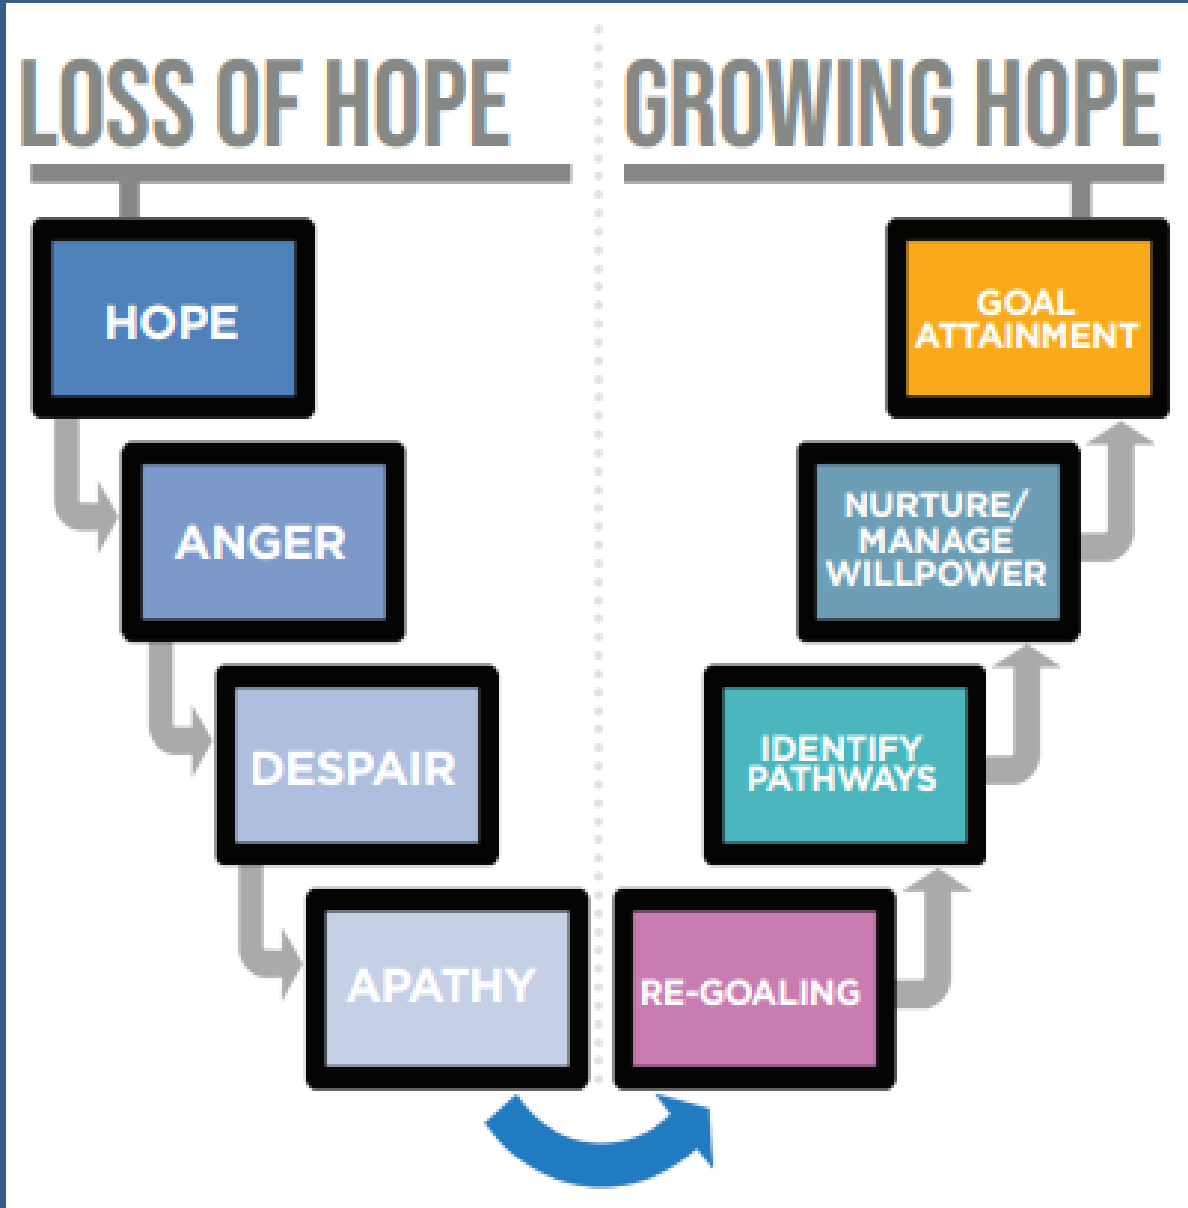 LOSS OF HOPE
HOPE
ANGER
DESPAIR
APATHY
GROWING HOPE
GOAL
ATTAINMENT
NURTURE/
MANAGE
WILLPOWER
IDENTIFY
PATHWAYS
RE-GOALING